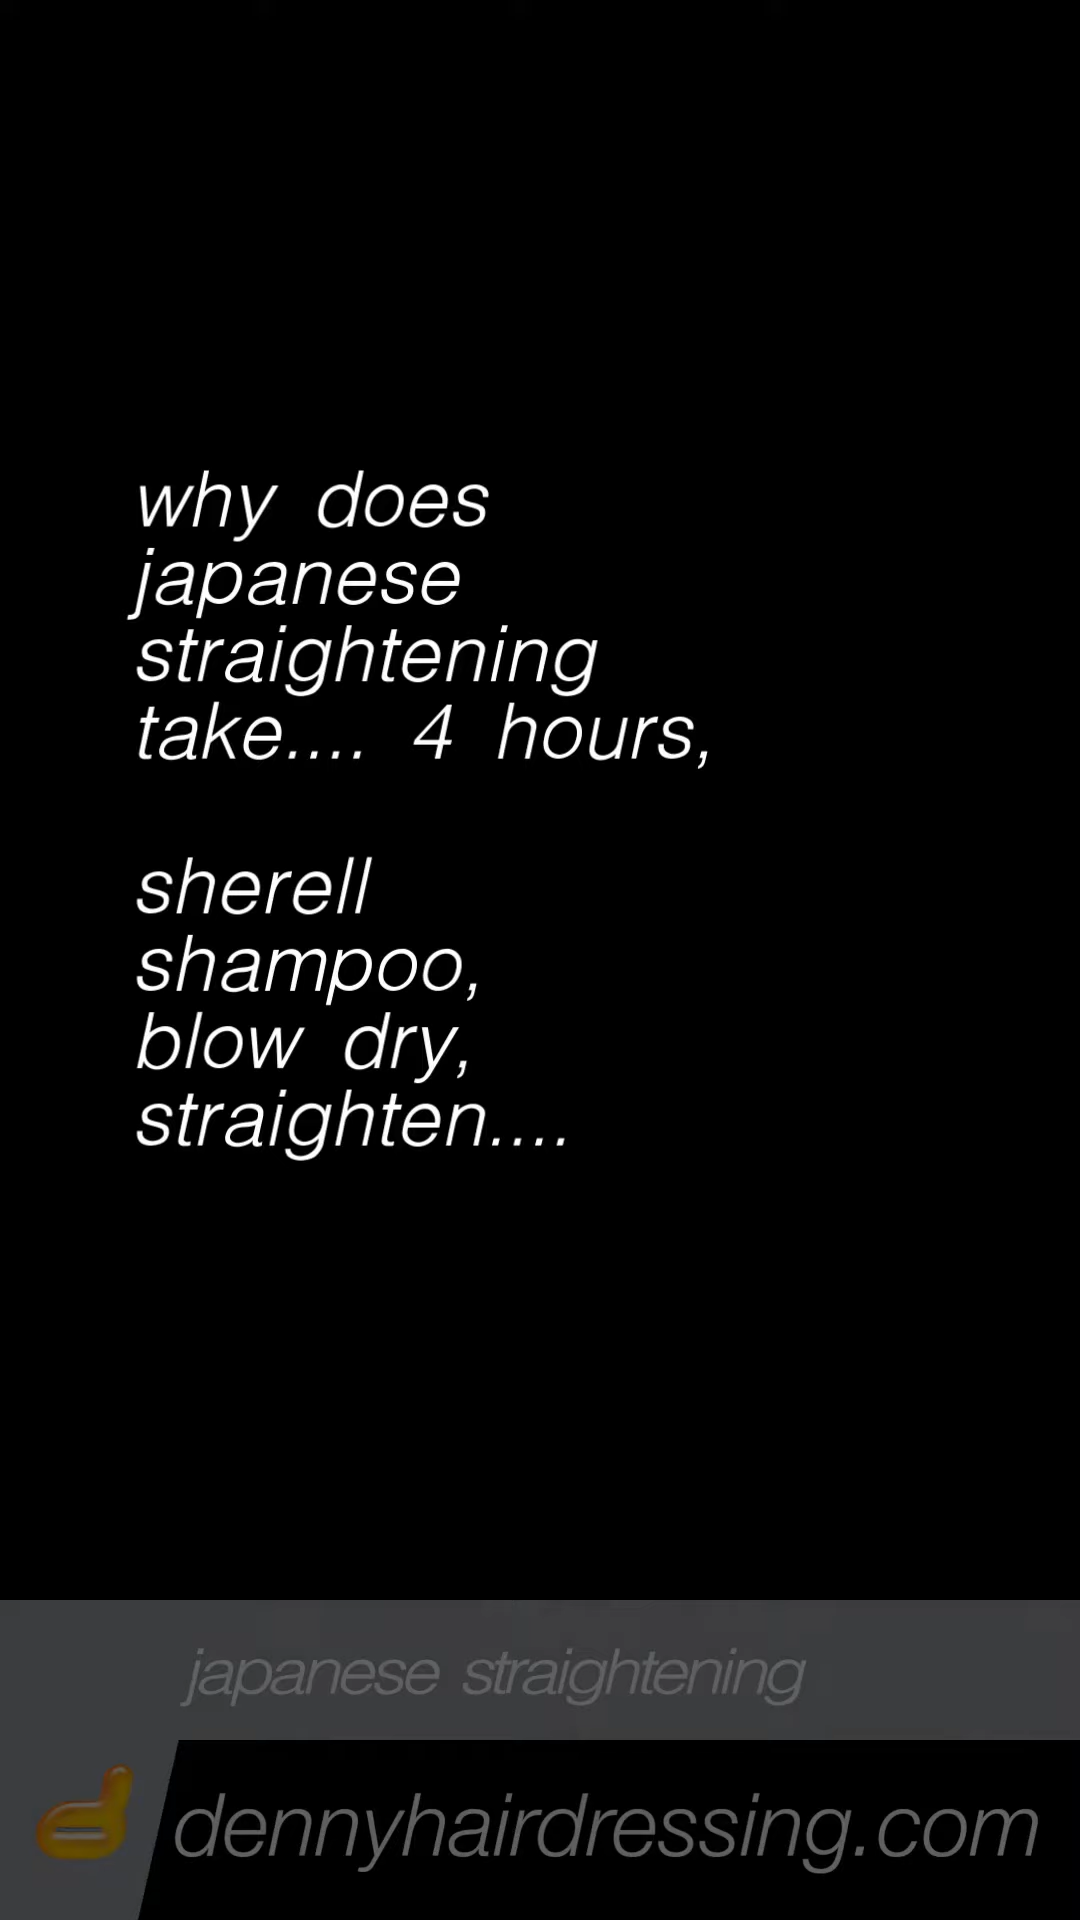 why does
japanese
straightening
take.... 4 hours,
sherell
shampoo,
blow dry,
straighten....
japanese straightening
dennyhairdressing.com